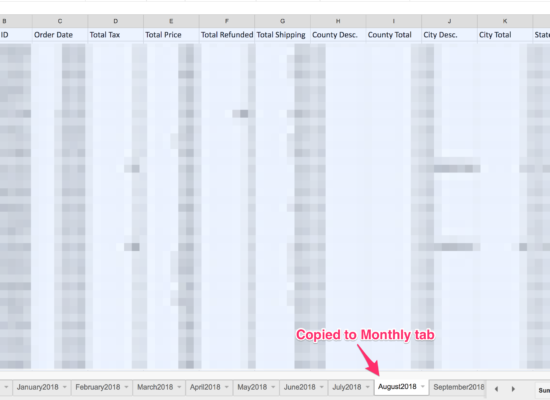 B C D E F G H I J K
ID Order Date Total Tax Total Price Total Refunded Total Shipping County Desc. County Total City Desc. City Total State
Copied to Monthly tab
January2018 February2018 March2018 April2018 May2018 June2018 July2018 August2018 September2018 Sum